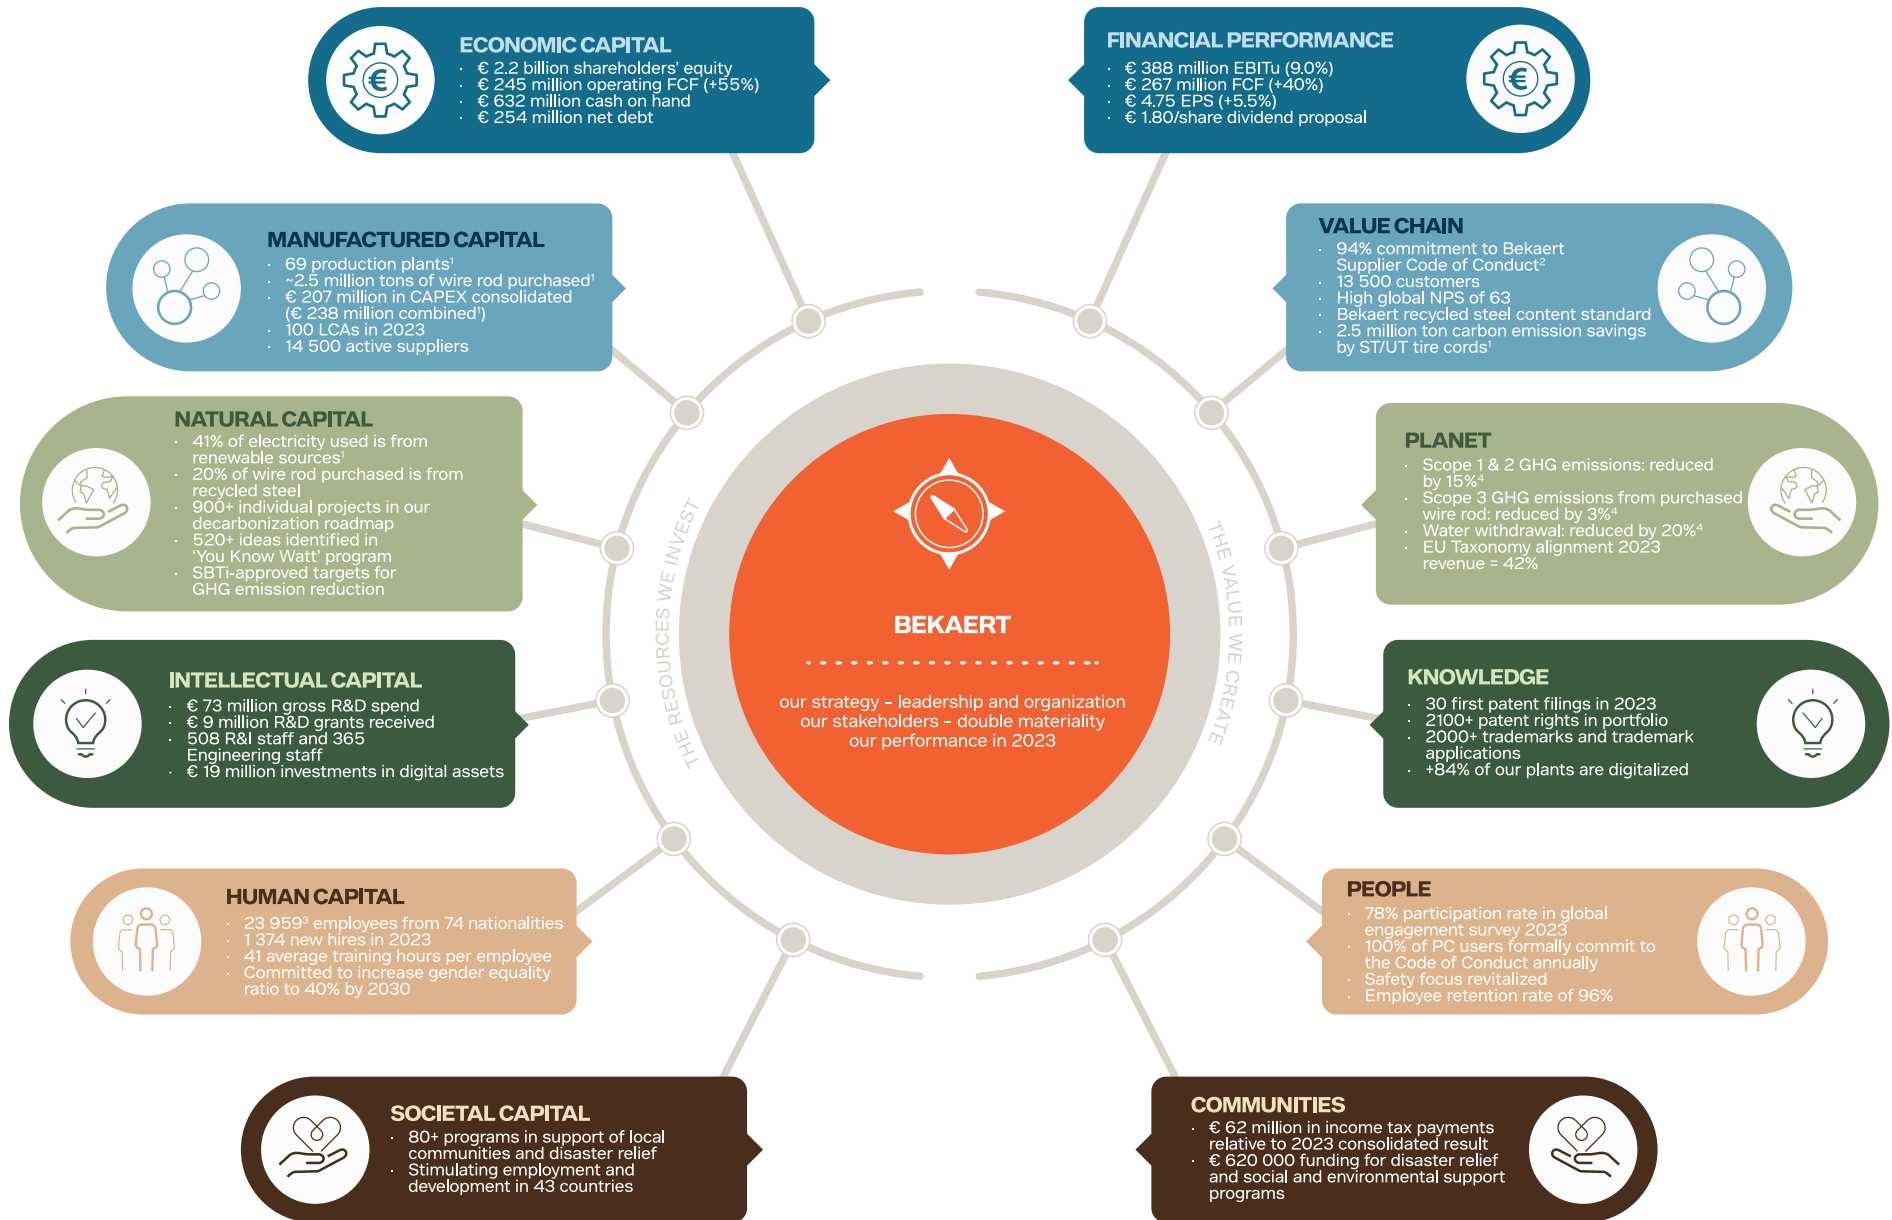 ECONOMIC CAPITAL
· € 2.2 billion shareholders' equity
· € 245 million operating FCF (+55%)
· € 632 million cash on hand
· € 254 million net debt
FINANCIAL PERFORMANCE
· € 388 million EBITu (9.0%)
· € 267 million FCF (+40%)
· € 4.75 EPS (+5.5%)
· € 1.80/share dividend proposal
MANUFACTURED CAPITAL
· 69 production plants¹
· ~2.5 million tons of wire rod purchased¹
· € 207 million in CAPEX consolidated
(€ 238 million combined¹)
· 100 LCAs in 2023
· 14 500 active suppliers
VALUE CHAIN
· 94% commitment to Bekaert
Supplier Code of Conduct²
· 13 500 customers
· High global NPS of 63
· Bekaert recycled steel content standard
· 2.5 million ton carbon emission savings
by ST/UT tire cords¹
NATURAL CAPITAL
· 41% of electricity used is from
renewable sources¹
· 20% of wire rod purchased is from
recycled steel
· 900+ individual projects in our
decarbonization roadmap
· 520+ ideas identified in
‘You Know Watt’ program
· SBTi-approved targets for
GHG emission reduction
PLANET
· Scope 1 & 2 GHG emissions: reduced
by 15%⁴
· Scope 3 GHG emissions from purchased
wire rod: reduced by 3%⁴
· Water withdrawal: reduced by 20%⁴
· EU Taxonomy alignment 2023
revenue = 42%
THE RESOURCES WE INVEST
BEKAERT
our strategy – leadership and organization
our stakeholders – double materiality
our performance in 2023
THE VALUE WE CREATE
INTELLECTUAL CAPITAL
· € 73 million gross R&D spend
· € 9 million R&D grants received
· 508 R&I staff and 365
Engineering staff
· € 19 million investments in digital assets
KNOWLEDGE
· 30 first patent filings in 2023
· 2100+ patent rights in portfolio
· 2000+ trademarks and trademark
applications
· +84% of our plants are digitalized
HUMAN CAPITAL
· 23 959³ employees from 74 nationalities
· 1 374 new hires in 2023
· 41 average training hours per employee
· Committed to increase gender equality
ratio to 40% by 2030
PEOPLE
· 78% participation rate in global
engagement survey 2023
· 100% of PC users formally commit to
the Code of Conduct annually
· Safety focus revitalized
· Employee retention rate of 96%
SOCIETAL CAPITAL
· 80+ programs in support of local
communities and disaster relief
· Stimulating employment and
development in 43 countries
COMMUNITIES
· € 62 million in income tax payments
relative to 2023 consolidated result
· € 620 000 funding for disaster relief
and social and environmental support
programs